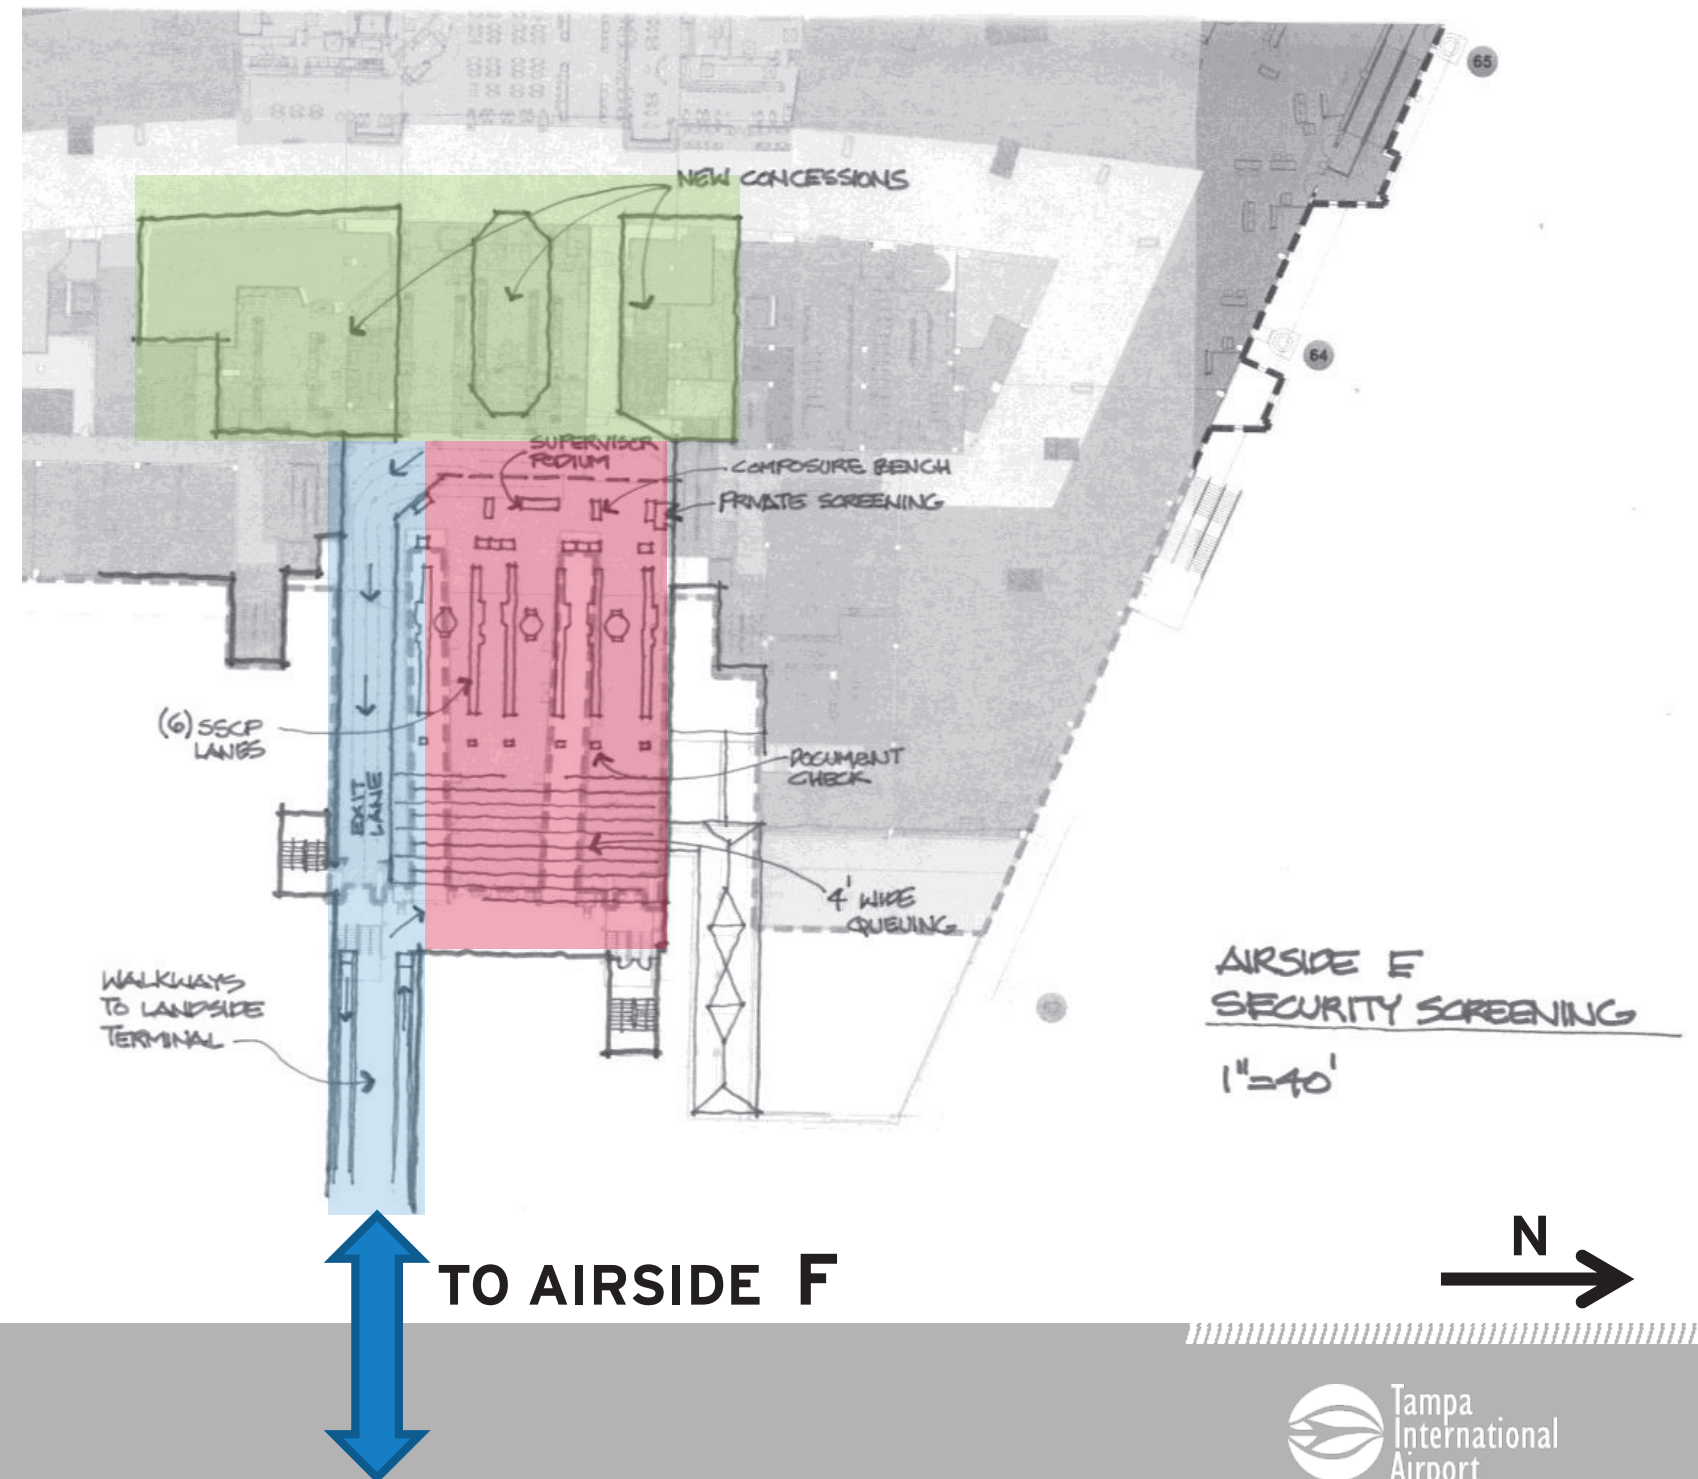 65
NEW CONCESSIONS
64
SUPERVISOR
PODIUM
COMPOSURE BENCH
PRIVATE SCREENING
(6) SSCP
LANES
EXIT
LANE
DOCUMENT
CHECK
4' WIDE
QUEUING
WALKWAYS
TO LANDSIDE
TERMINAL
AIRSIDE E
SECURITY SCREENING
1"=40'
N
TO AIRSIDE F
Tampa
International
Airport